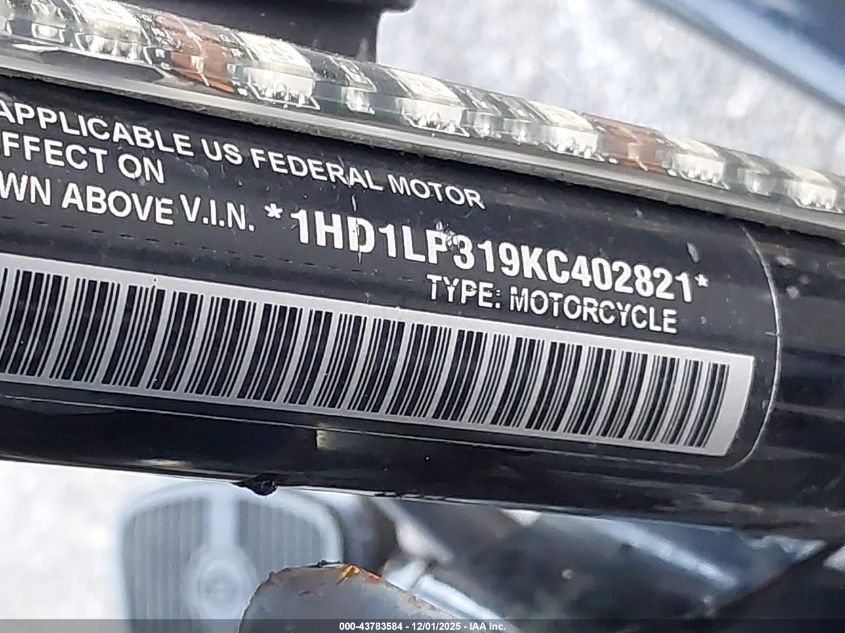 APPLICABLE US FEDERAL MOTOR
FFECT ON
WN ABOVE V.I.N. *1HD1LP319KC402821*
TYPE: MOTORCYCLE
000-43783584 - 12/01/2025 - IAA Inc.